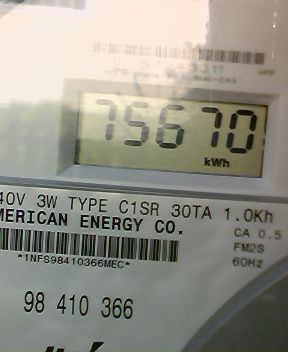 75670
kWh
40V 3W TYPE C1SR 30TA 1.0Kh
MERICAN ENERGY CO.
CA 0.5
FM2S
60Hz
*1NFS98410366MEC*
98 410 366